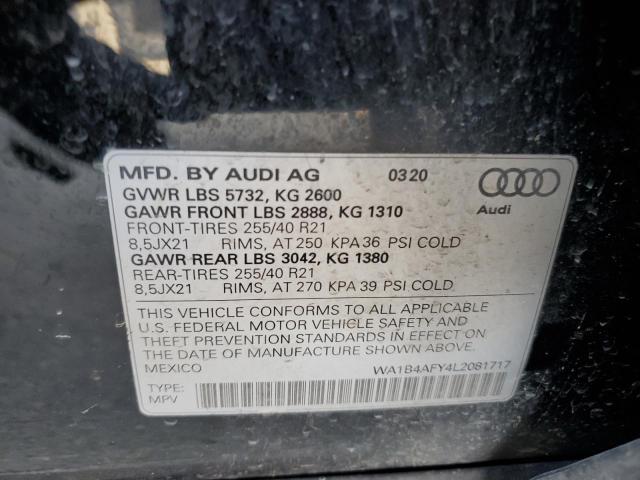 MFD. BY AUDI AG 0320
GVWR LBS 5732, KG 2600
GAWR FRONT LBS 2888, KG 1310
FRONT-TIRES 255/40 R21
8,5JX21 RIMS, AT 250 KPA 36 PSI COLD
GAWR REAR LBS 3042, KG 1380
REAR-TIRES 255/40 R21
8,5JX21 RIMS, AT 270 KPA 39 PSI COLD
Audi
THIS VEHICLE CONFORMS TO ALL APPLICABLE
U.S. FEDERAL MOTOR VEHICLE SAFETY AND
THEFT PREVENTION STANDARDS IN EFFECT ON
THE DATE OF MANUFACTURE SHOWN ABOVE.
MEXICO WA1B4AFY4L2081717
TYPE:
MPV